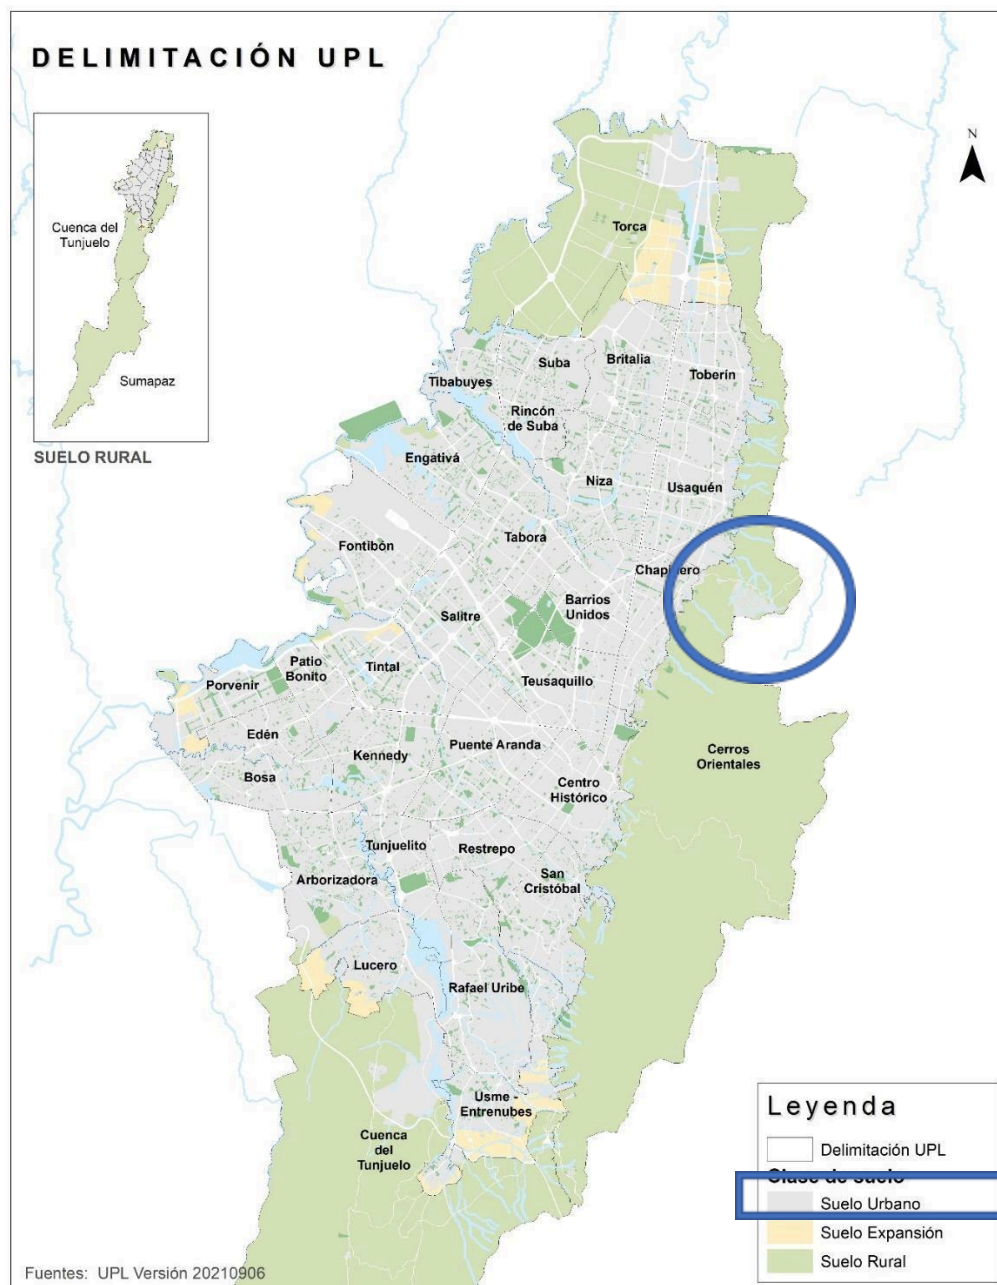 DELIMITACIÓN UPL
N
Cuenca del
Tunjuelo
Sumapaz
SUELO RURAL
Torca
Suba
Britalia
Tibabuyes
Toberín
Rincón
de Suba
Engativá
Niza
Usaquén
Fontibón
Tabora
Chapinero
Barrios
Unidos
Salitre
Patio
Bonito
Tintal
Porvenir
Teusaquillo
Edén
Puente Aranda
Kennedy
Cerros
Orientales
Bosa
Centro
Histórico
Tunjuelito
Restrepo
San
Cristóbal
Arborizadora
Lucero
Rafael Uribe
Usme -
Entrenubes
Cuenca
del
Tunjuelo
Leyenda
Delimitación UPL
Clase de suelo
Suelo Urbano
Suelo Expansión
Suelo Rural
Fuentes: UPL Versión 20210906